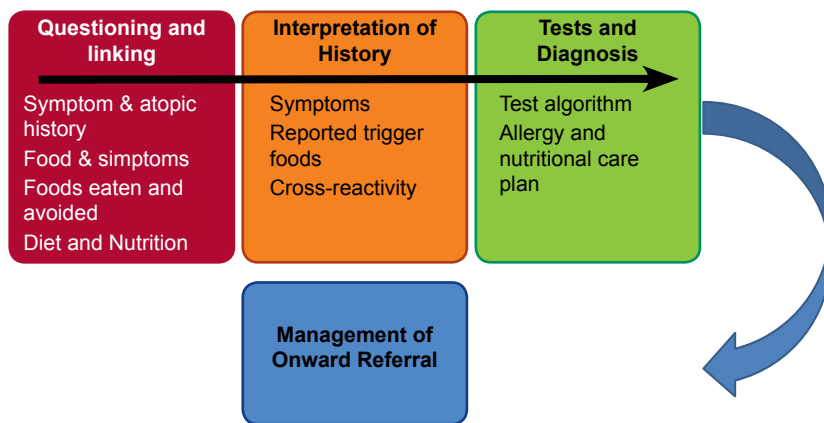 Questioning and
linking
Symptom & atopic
history
Food & simptoms
Foods eaten and
avoided
Diet and Nutrition
Interpretation of
History
Symptoms
Reported trigger
foods
Cross-reactivity
Tests and
Diagnosis
Test algorithm
Allergy and
nutritional care
plan
Management of
Onward Referral